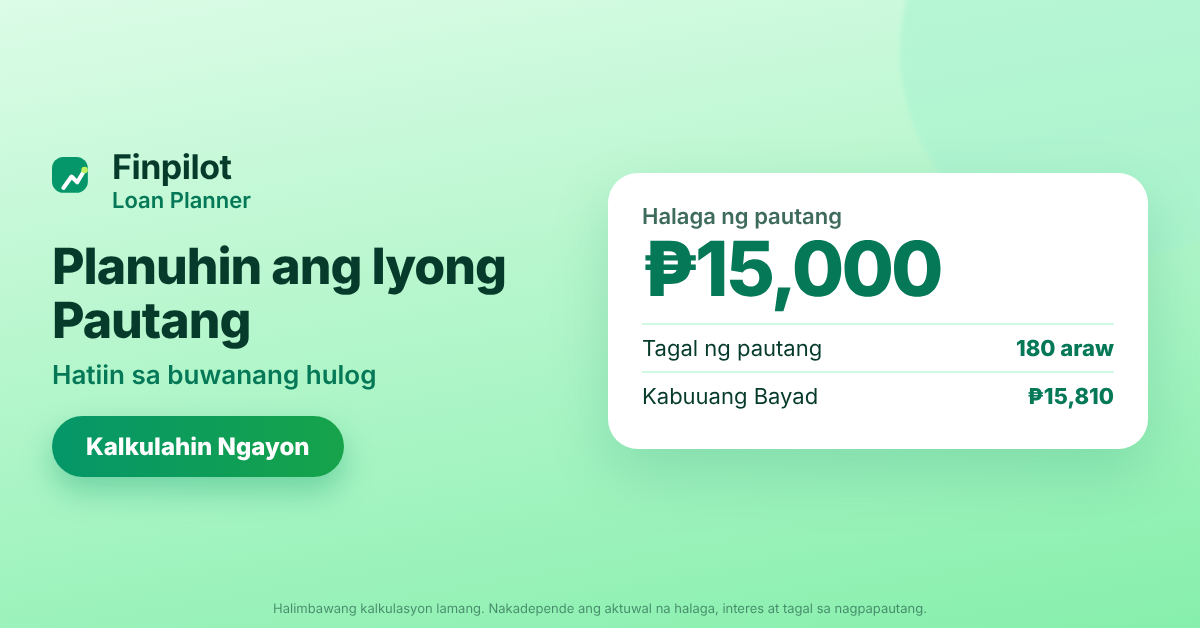 Finpilot
Loan Planner
Planuhin ang Iyong
Pautang
Hatiin sa buwanang hulog
Kalkulahin Ngayon
Halaga ng pautang
₱15,000
Tagal ng pautang 180 araw
Kabuuang Bayad ₱15,810
Halimbawang kalkulasyon lamang. Nakadepende ang aktuwal na halaga, interes at tagal sa nagpapautang.